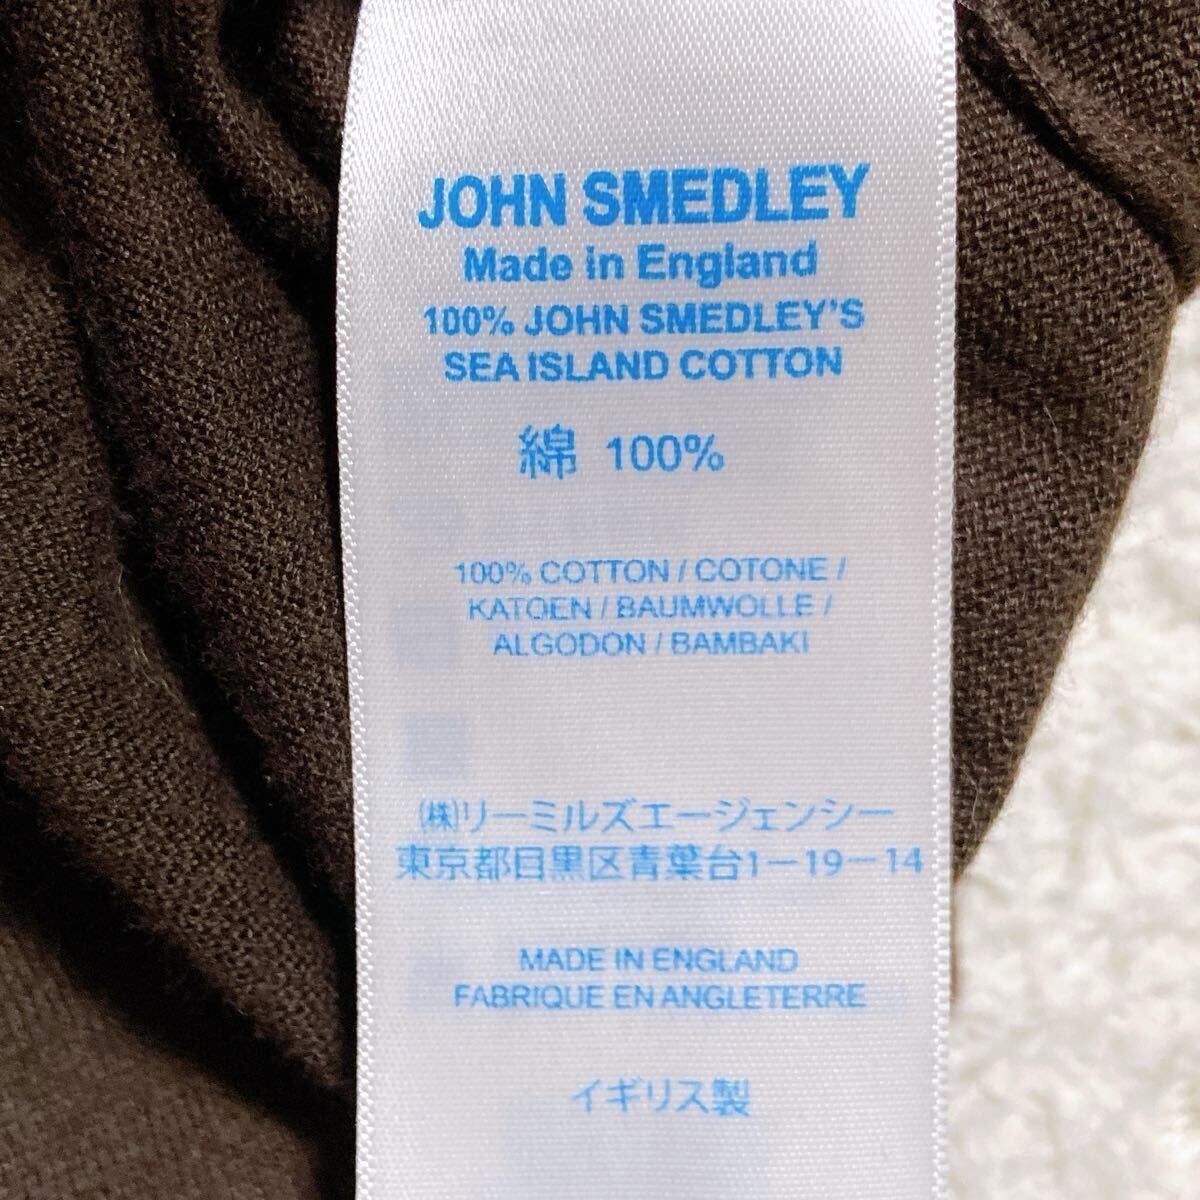 JOHN SMEDLEY
Made in England
100% JOHN SMEDLEY'S
SEA ISLAND COTTON
綿 100%
100% COTTON / COTONE /
KATOEN / BAUMWOLLE /
ALGODON / BAMBAKI
㈱リーミルズエージェンシー
東京都目黒区青葉台1-19-14
MADE IN ENGLAND
FABRIQUE EN ANGLETERRE
イギリス製